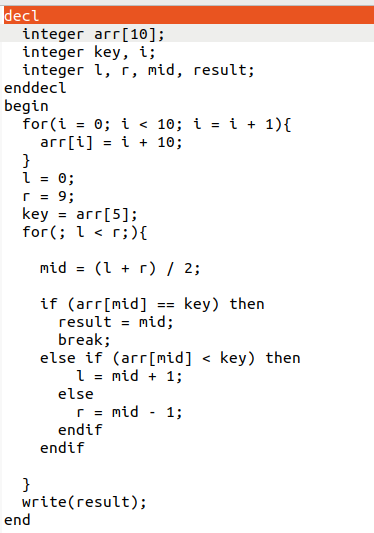 decl
  integer arr[10];
  integer key, i;
  integer l, r, mid, result;
enddecl
begin
  for(i = 0; i < 10; i = i + 1){
    arr[i] = i + 10;
  }
  l = 0;
  r = 9;
  key = arr[5];
  for(; l < r;){

    mid = (l + r) / 2;

    if (arr[mid] == key) then
      result = mid;
      break;
    else if (arr[mid] < key) then
        l = mid + 1;
      else
        r = mid - 1;
      endif
    endif

  }
  write(result);
end